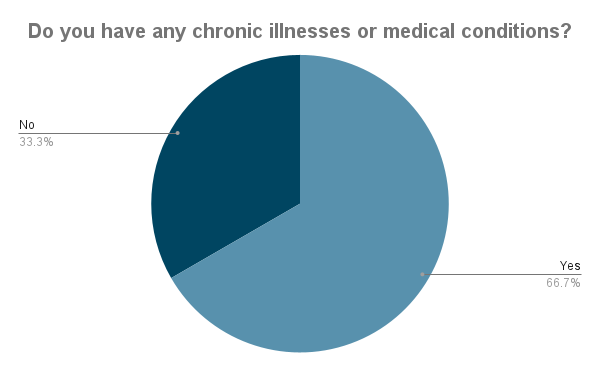 Do you have any chronic illnesses or medical conditions?
No
33.3%
Yes
66.7%